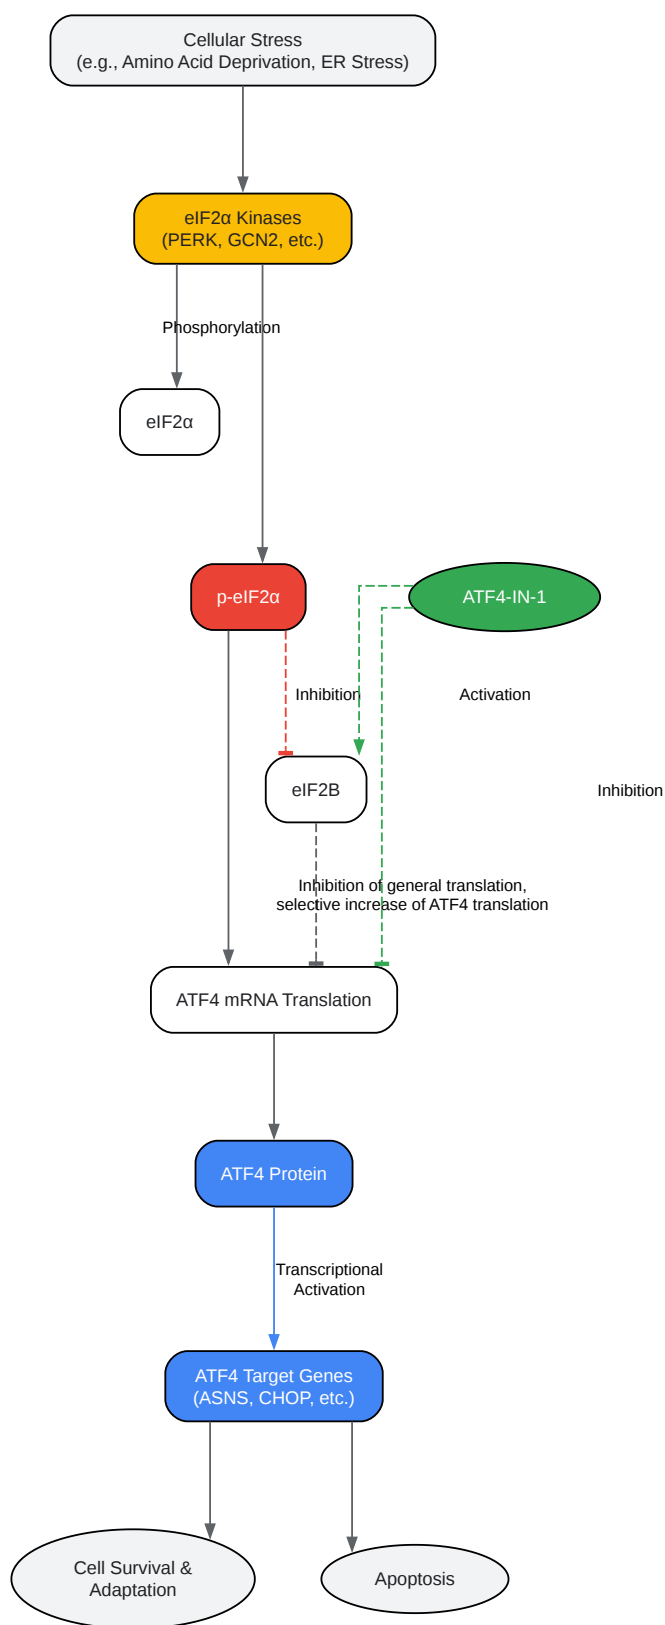 Cellular Stress
(e.g., Amino Acid Deprivation, ER Stress)
eIF2α Kinases
(PERK, GCN2, etc.)
Phosphorylation
eIF2α
p-eIF2α
ATF4-IN-1
Inhibition
Activation
eIF2B
Inhibition
Inhibition of general translation,
selective increase of ATF4 translation
ATF4 mRNA Translation
ATF4 Protein
Transcriptional
Activation
ATF4 Target Genes
(ASNS, CHOP, etc.)
Cell Survival &
Adaptation
Apoptosis